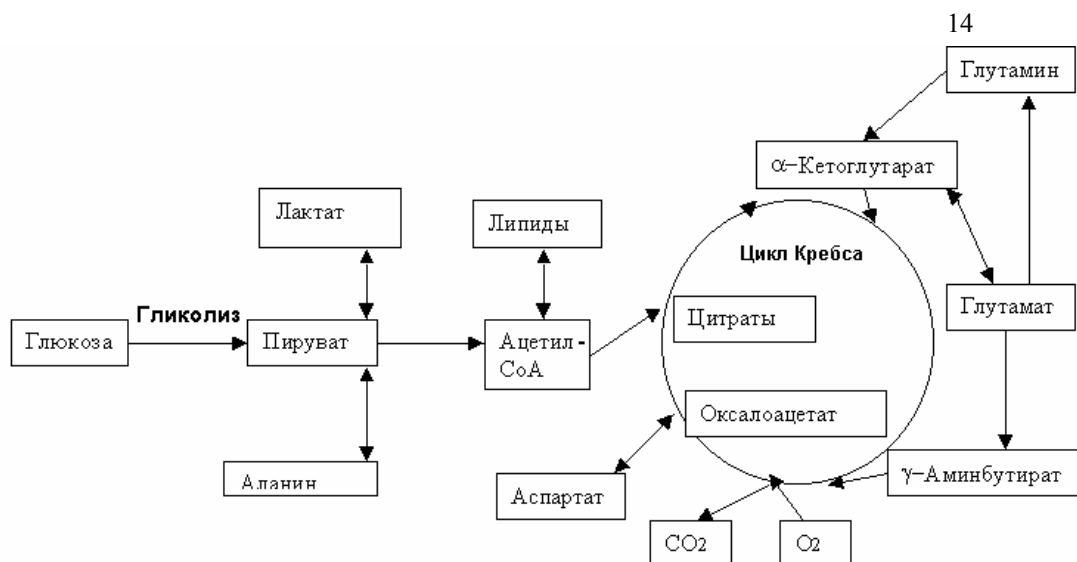 14
Глутамин
α-Кетоглутарат
Лактат
Липиды
Цикл Кребса
Гликолиз
Глюкоза
Пируват
Ацетил-
СоА
Цитраты
Глутамат
Оксалоацетат
Аланин
Аспартат
γ-Аминбутират
CO2
O2